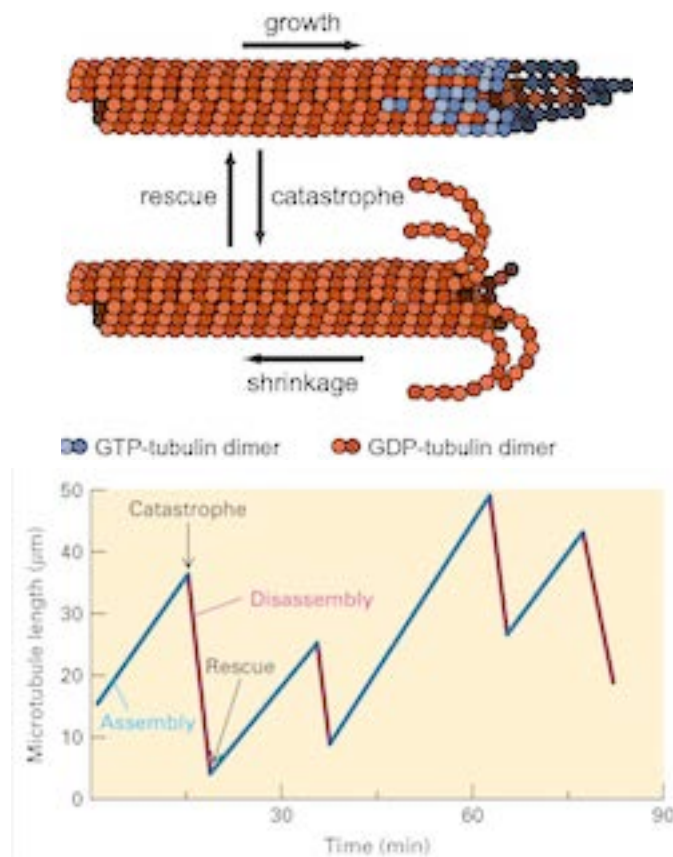 growth
rescue
catastrophe
shrinkage
GTP-tubulin dimer
GDP-tubulin dimer
50
Catastrophe
40
Disassembly
30
Rescue
20
Assembly
10
0
30
60
90
Microtubule length (μm)
Time (min)